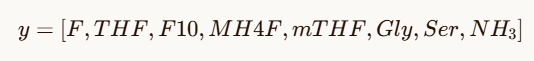 y = [F, THF, F10, MH4F, mTHF, Gly, Ser, NH₃]